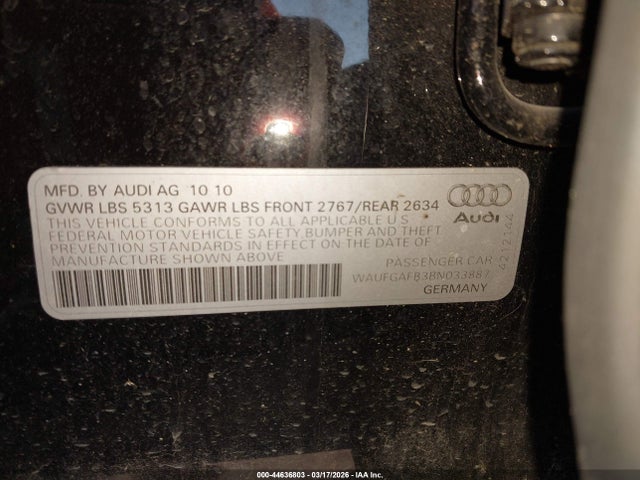 MFD. BY AUDI AG 10 10
GVWR LBS 5313 GAWR LBS FRONT 2767/REAR 2634
THIS VEHICLE CONFORMS TO ALL APPLICABLE U S
FEDERAL MOTOR VEHICLE SAFETY, BUMPER AND THEFT
PREVENTION STANDARDS IN EFFECT ON THE DATE OF
MANUFACTURE SHOWN ABOVE
Audi
PASSENGER CAR
WAUFGAFB3BN033887
GERMANY
4212144
000-44636803 - 03/17/2026 - IAA Inc.